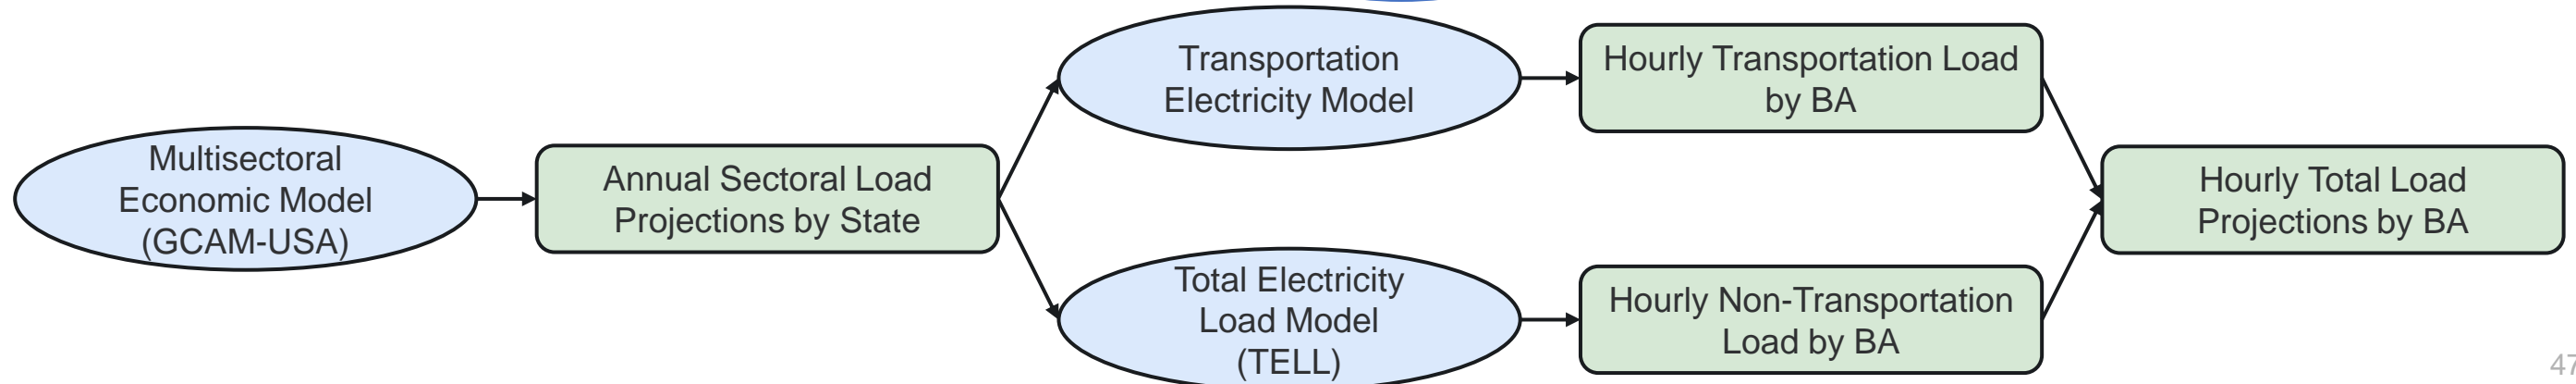 Multisectoral
Economic Model
(GCAM-USA)
Annual Sectoral Load
Projections by State
Transportation
Electricity Model
Hourly Transportation Load
by BA
Total Electricity
Load Model
(TELL)
Hourly Non-Transportation
Load by BA
Hourly Total Load
Projections by BA
47